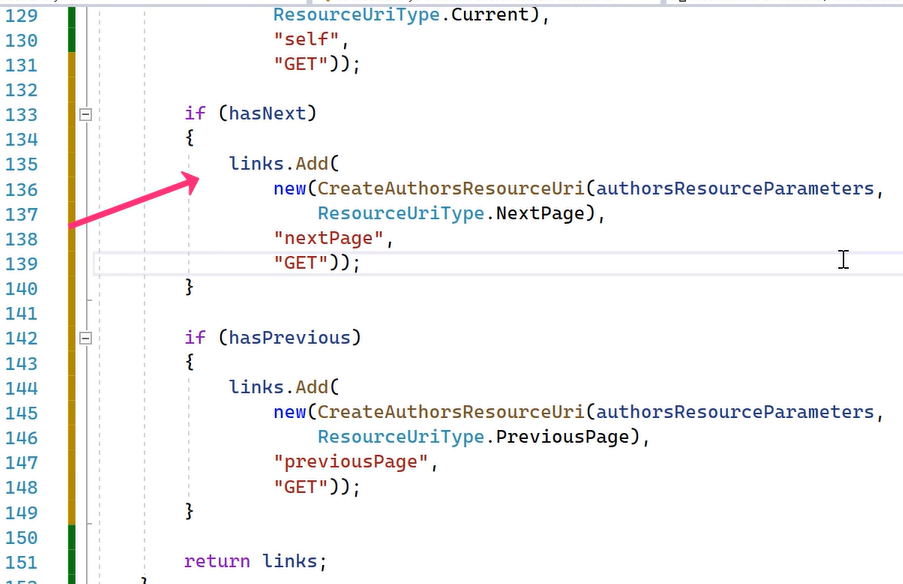 129 ResourceUriType.Current),
130 "self",
131 "GET"));
132
133 if (hasNext)
134 {
135 links.Add(
136 new(CreateAuthorsResourceUri(authorsResourceParameters,
137 ResourceUriType.NextPage),
138 "nextPage",
139 "GET"));
140 }
141
142 if (hasPrevious)
143 {
144 links.Add(
145 new(CreateAuthorsResourceUri(authorsResourceParameters,
146 ResourceUriType.PreviousPage),
147 "previousPage",
148 "GET"));
149 }
150
151 return links;